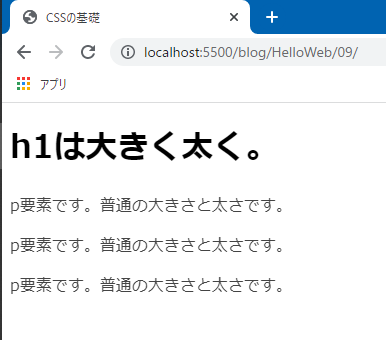 CSSの基礎
localhost:5500/blog/HelloWeb/09/
アプリ
h1は大きく太く。
p要素です。普通の大きさと太さです。
p要素です。普通の大きさと太さです。
p要素です。普通の大きさと太さです。